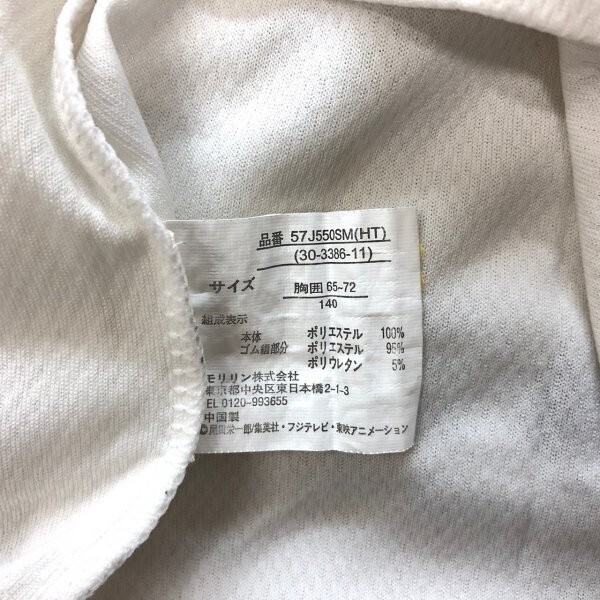 品番 57J550SM(HT)
(30-3386-11)
サイズ 胸囲 65~72
140
組成表示
本体 ポリエステル 100%
ゴム編部分 ポリエステル 95%
ポリウレタン 5%
モリリン株式会社
東京都中央区東日本橋2-1-3
TEL 0120-993655
中国製
©尾田栄一郎/集英社・フジテレビ・東映アニメーション